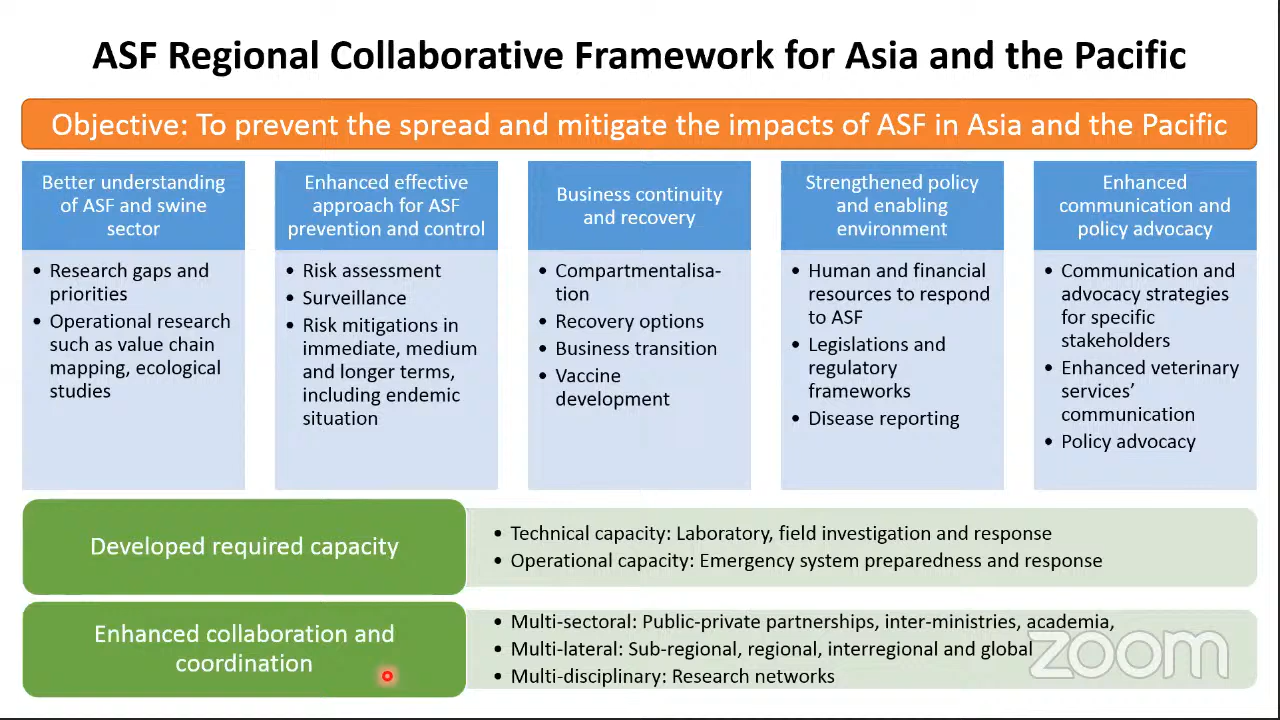 ASF Regional Collaborative Framework for Asia and the Pacific
Objective: To prevent the spread and mitigate the impacts of ASF in Asia and the Pacific
Better understanding
of ASF and swine
sector
• Research gaps and
priorities
• Operational research
such as value chain
mapping, ecological
studies
Enhanced effective
approach for ASF
prevention and control
• Risk assessment
• Surveillance
• Risk mitigations in
immediate, medium
and longer terms,
including endemic
situation
Business continuity
and recovery
• Compartmentalisa-
tion
• Recovery options
• Business transition
• Vaccine
development
Strengthened policy
and enabling
environment
• Human and financial
resources to respond
to ASF
• Legislations and
regulatory
frameworks
• Disease reporting
Enhanced
communication and
policy advocacy
• Communication and
advocacy strategies
for specific
stakeholders
• Enhanced veterinary
services’
communication
• Policy advocacy
Developed required capacity
• Technical capacity: Laboratory, field investigation and response
• Operational capacity: Emergency system preparedness and response
Enhanced collaboration and
coordination
• Multi-sectoral: Public-private partnerships, inter-ministries, academia,
• Multi-lateral: Sub-regional, regional, interregional and global
• Multi-disciplinary: Research networks
zoom